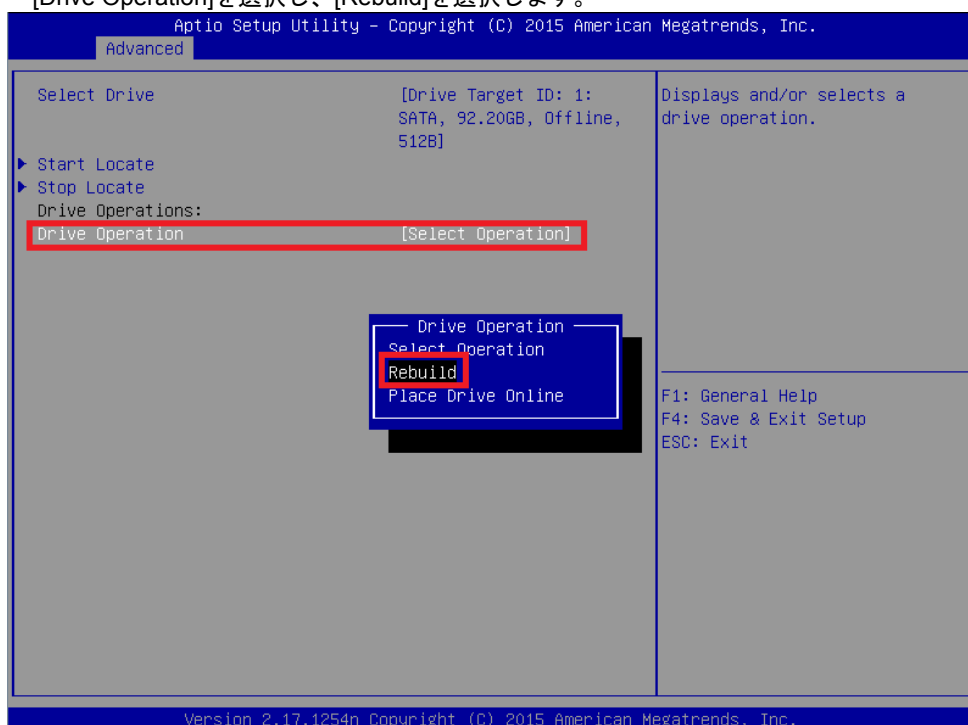 [Drive Operation]を選択し、[Rebuild]を選択します。
Aptio Setup Utility – Copyright (C) 2015 American Megatrends, Inc.
Advanced
Select Drive [Drive Target ID: 1:
SATA, 92.20GB, Offline,
512B]
Start Locate
Stop Locate
Drive Operations:
Drive Operation [Select Operation]
Drive Operation
Select Operation
Rebuild
Place Drive Online
Displays and/or selects a
drive operation.
F1: General Help
F4: Save & Exit Setup
ESC: Exit
Version 2.17.1254n Copyright (C) 2015 American Megatrends, Inc.